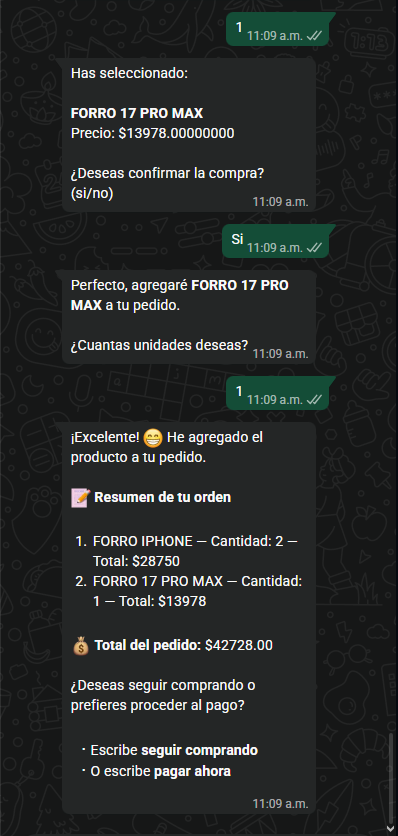 1
11:09 a.m.
Has seleccionado:
FORRO 17 PRO MAX
Precio: $13978.00000000
¿Deseas confirmar la compra?
(si/no)
11:09 a.m.
Si
11:09 a.m.
Perfecto, agregaré FORRO 17 PRO
MAX a tu pedido.
¿Cuantas unidades deseas?
11:09 a.m.
1
11:09 a.m.
¡Excelente! 😁 He agregado el
producto a tu pedido.
📝 Resumen de tu orden
1. FORRO IPHONE — Cantidad: 2 —
Total: $28750
2. FORRO 17 PRO MAX — Cantidad:
1 — Total: $13978
💰 Total del pedido: $42728.00
¿Deseas seguir comprando o
prefieres proceder al pago?
· Escribe seguir comprando
· O escribe pagar ahora
11:09 a.m.